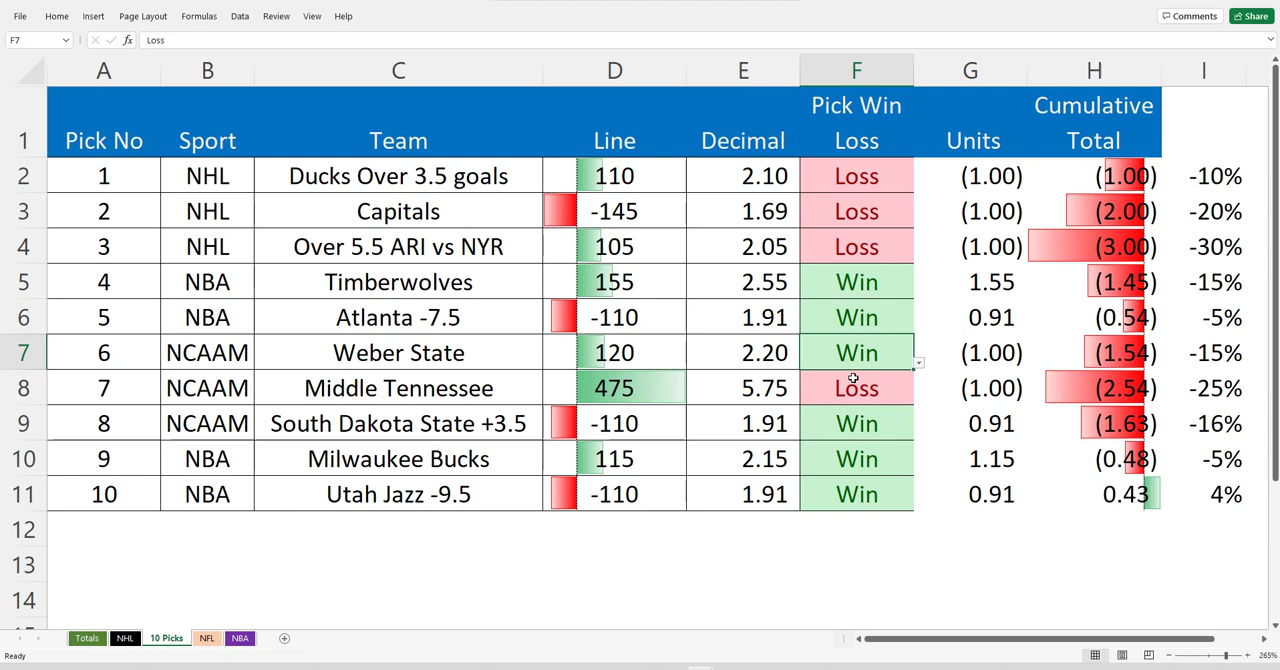 File Home Insert Page Layout Formulas Data Review View Help Comments Share
F7 fx Loss
A B C D E F G H I
Pick Win Cumulative
1 Pick No Sport Team Line Decimal Loss Units Total
2 1 NHL Ducks Over 3.5 goals 110 2.10 Loss (1.00) (1.00) -10%
3 2 NHL Capitals -145 1.69 Loss (1.00) (2.00) -20%
4 3 NHL Over 5.5 ARI vs NYR 105 2.05 Loss (1.00) (3.00) -30%
5 4 NBA Timberwolves 155 2.55 Win 1.55 (1.45) -15%
6 5 NBA Atlanta -7.5 -110 1.91 Win 0.91 (0.54) -5%
7 6 NCAAM Weber State 120 2.20 Win (1.00) (1.54) -15%
8 7 NCAAM Middle Tennessee 475 5.75 Loss (1.00) (2.54) -25%
9 8 NCAAM South Dakota State +3.5 -110 1.91 Win 0.91 (1.63) -16%
10 9 NBA Milwaukee Bucks 115 2.15 Win 1.15 (0.48) -5%
11 10 NBA Utah Jazz -9.5 -110 1.91 Win 0.91 0.43 4%
12
13
14
Totals NHL 10 Picks NFL NBA
Ready 265%